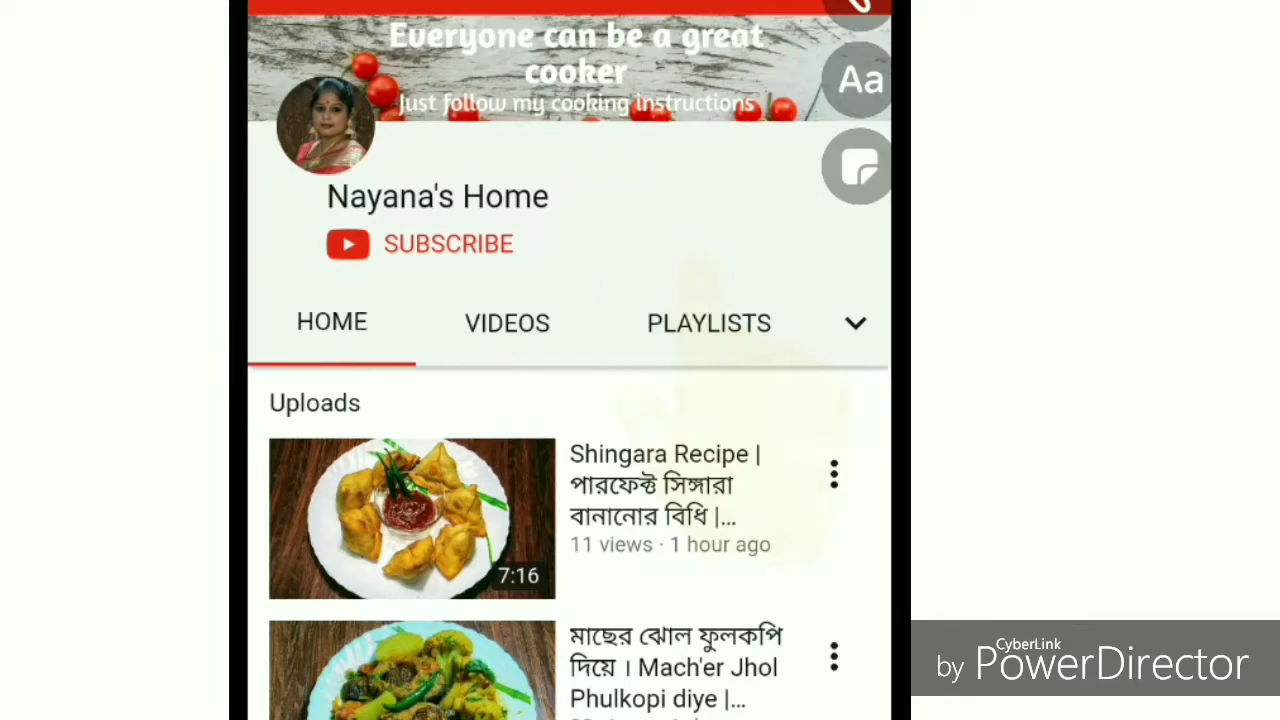 Everyone can be a great
cooker
Just follow my cooking instructions
Aa
Nayana's Home
SUBSCRIBE
HOME
VIDEOS
PLAYLISTS
Uploads
Shingara Recipe |
পারফেক্ট সিঙ্গারা
বানানোর বিধি |...
11 views · 1 hour ago
7:16
মাছের ঝোল ফুলকপি
দিয়ে । Mach'er Jhol
Phulkopi diye |...
CyberLink
by PowerDirector